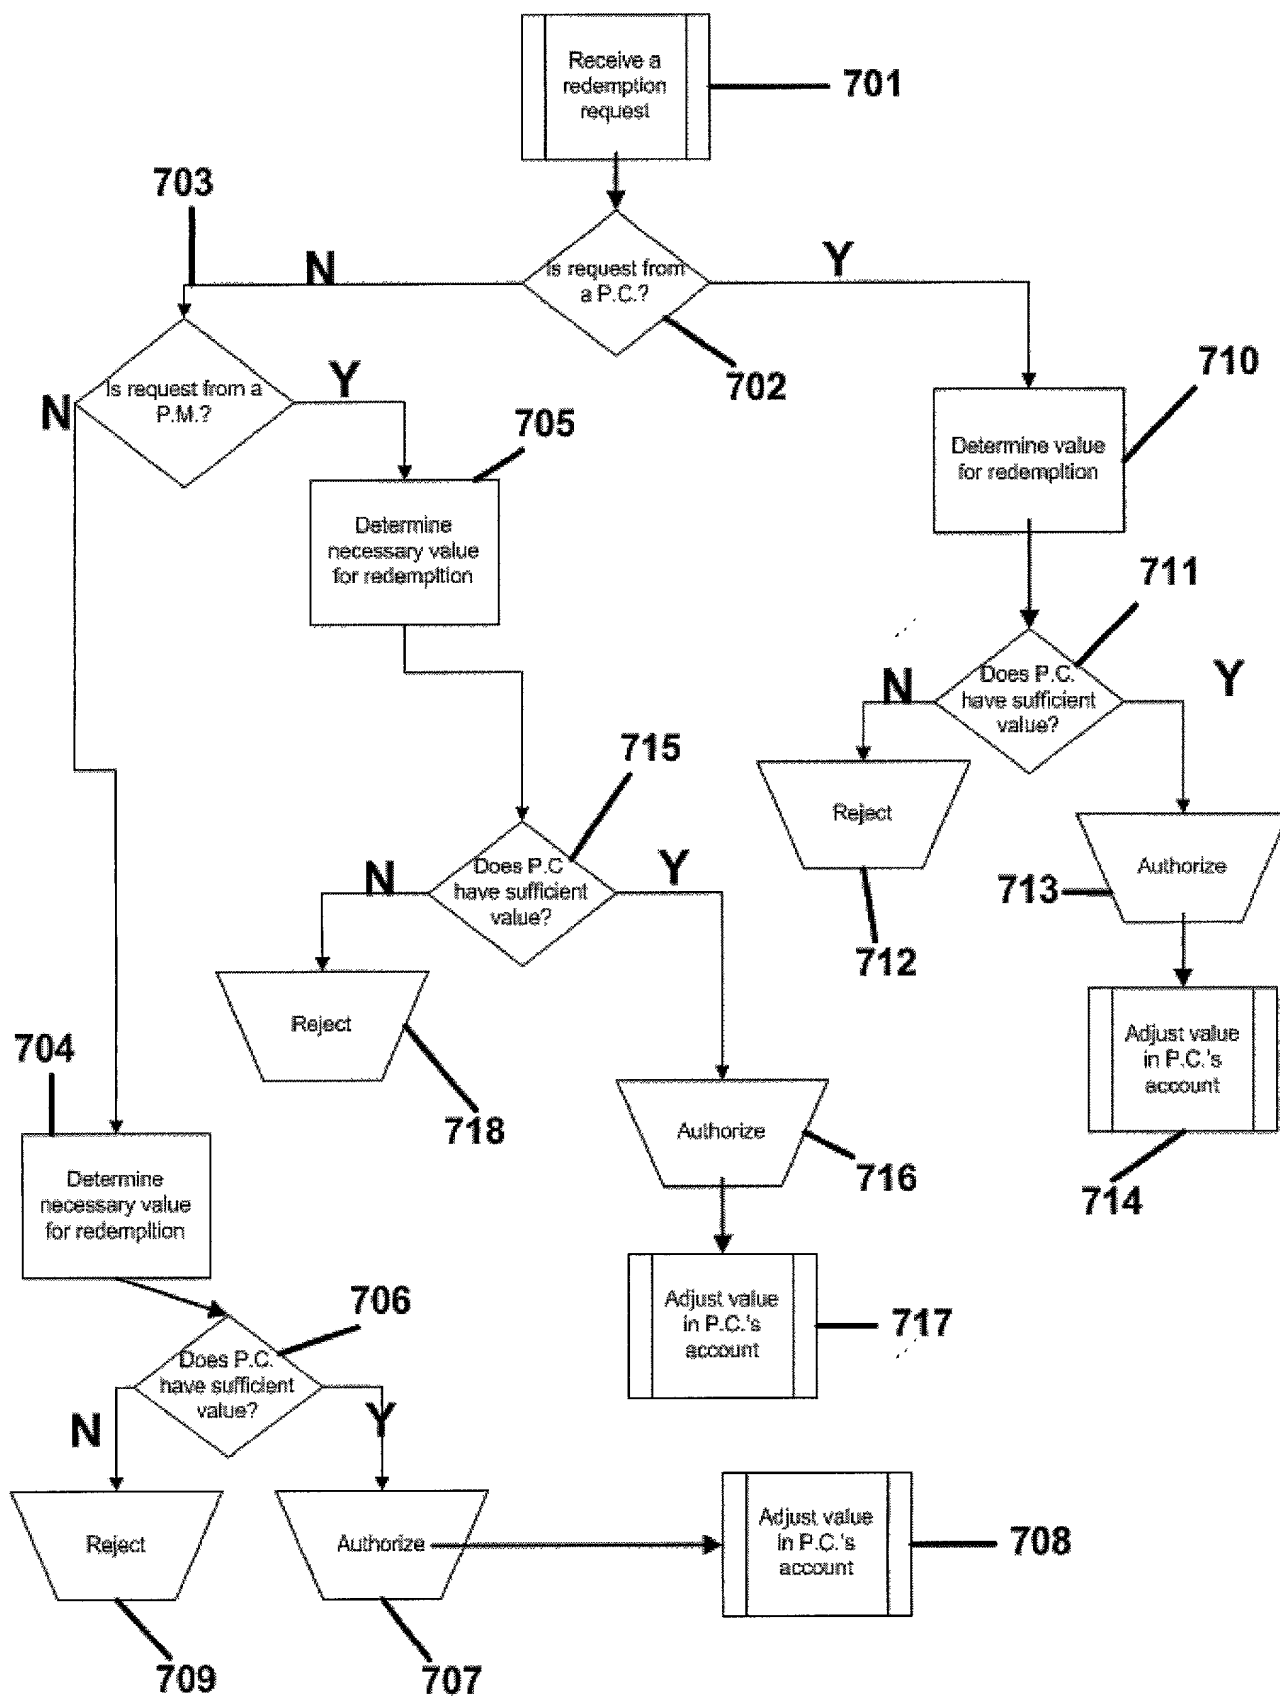 Receive a
redemption
request
701
703
N
Is request from
a P.C.?
Y
702
710
Is request from a
P.M.?
Y
N
705
Determine value
for redempltion
Determine
necessary value
for redempltion
711
Does P.C.
have sufficient
value?
N
Y
715
Reject
Does P.C
have sufficient
value?
N
Y
Authorize
713
712
Reject
704
Adjust value
in P.C.'s
account
718
Authorize
716
714
Determine
necessary value
for redempltion
706
Adjust value
in P.C.'s
account
717
Does P.C.
have sufficient
value?
N
Y
Reject
Authorize
Adjust value
in P.C.'s
account
708
709
707